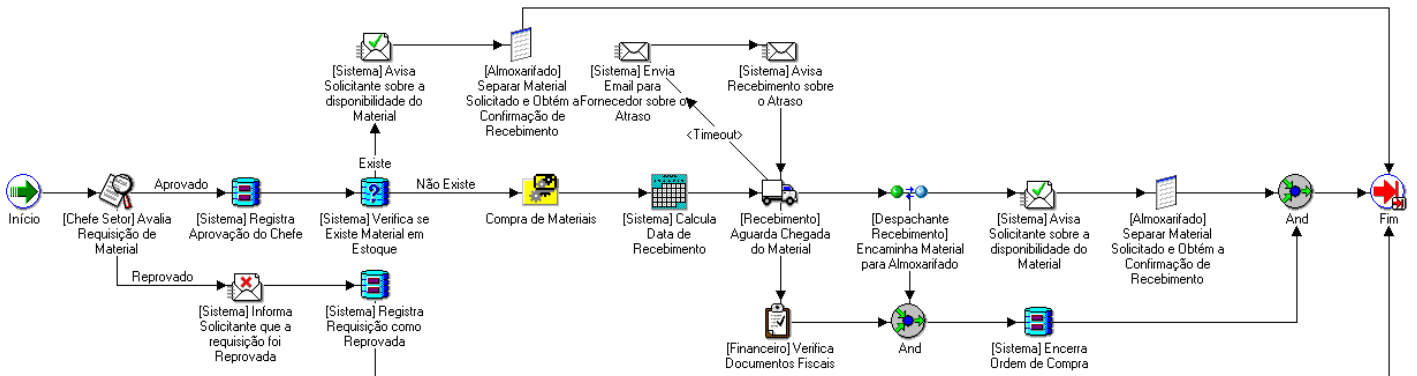 [Sistema] Avisa
Solicitante sobre a
disponibilidade do
Material
[Almoxarifado]
Separar Material
Solicitado e Obtém a
Confirmação de
Recebimento
[Sistema] Envia
Email para
Fornecedor sobre o
Atraso
[Sistema] Avisa
Recebimento sobre
o Atraso
<Timeout>
Existe
Início
[Chefe Setor] Avalia
Requisição de
Material
Aprovado
[Sistema] Registra
Aprovação do Chefe
[Sistema] Verifica se
Existe Material em
Estoque
Não Existe
Compra de Materiais
[Sistema] Calcula
Data de
Recebimento
[Recebimento]
Aguarda Chegada
do Material
[Despachante
Recebimento]
Encaminha Material
para Almoxarifado
[Sistema] Avisa
Solicitante sobre a
disponibilidade do
Material
[Almoxarifado]
Separar Material
Solicitado e Obtém a
Confirmação de
Recebimento
And
Fim
Reprovado
[Sistema] Informa
Solicitante que a
requisição foi
Reprovada
[Sistema] Registra
Requisição como
Reprovada
[Financeiro] Verifica
Documentos Fiscais
And
[Sistema] Encerra
Ordem de Compra